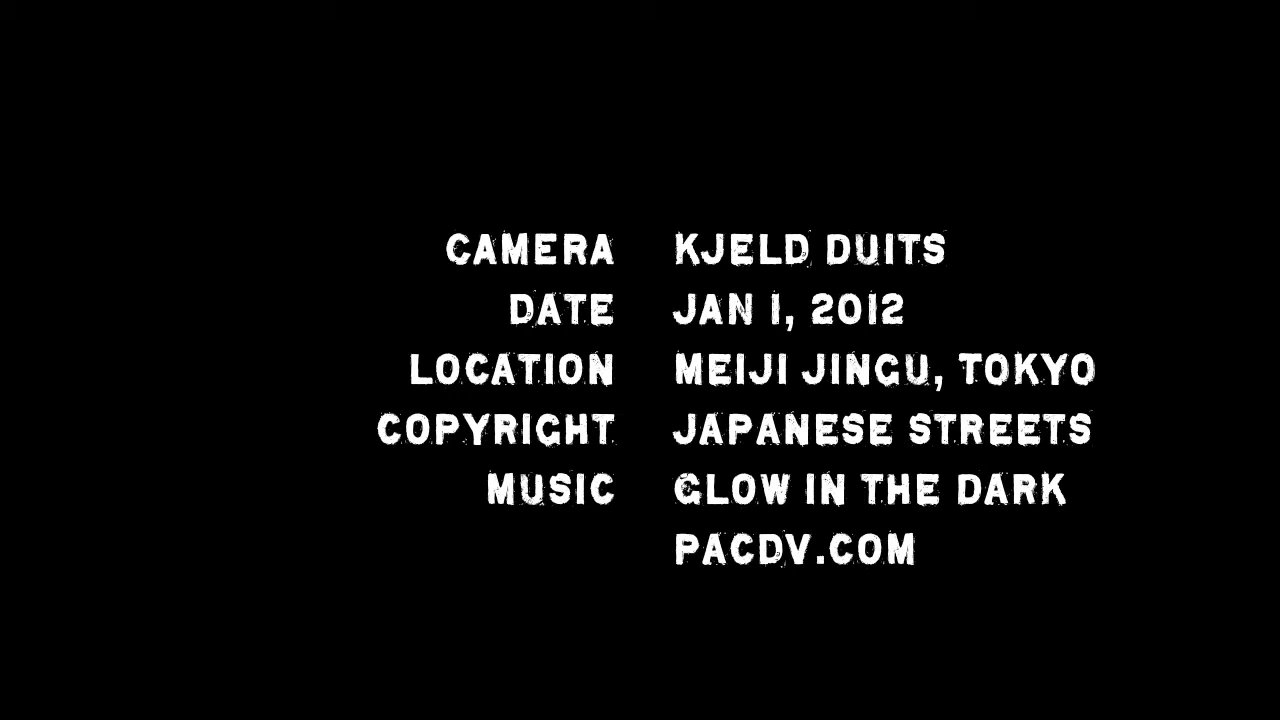 CAMERA KJELD DUITS
DATE JAN 1, 2012
LOCATION MEIJI JINGU, TOKYO
COPYRIGHT JAPANESE STREETS
MUSIC GLOW IN THE DARK
PACDV.COM